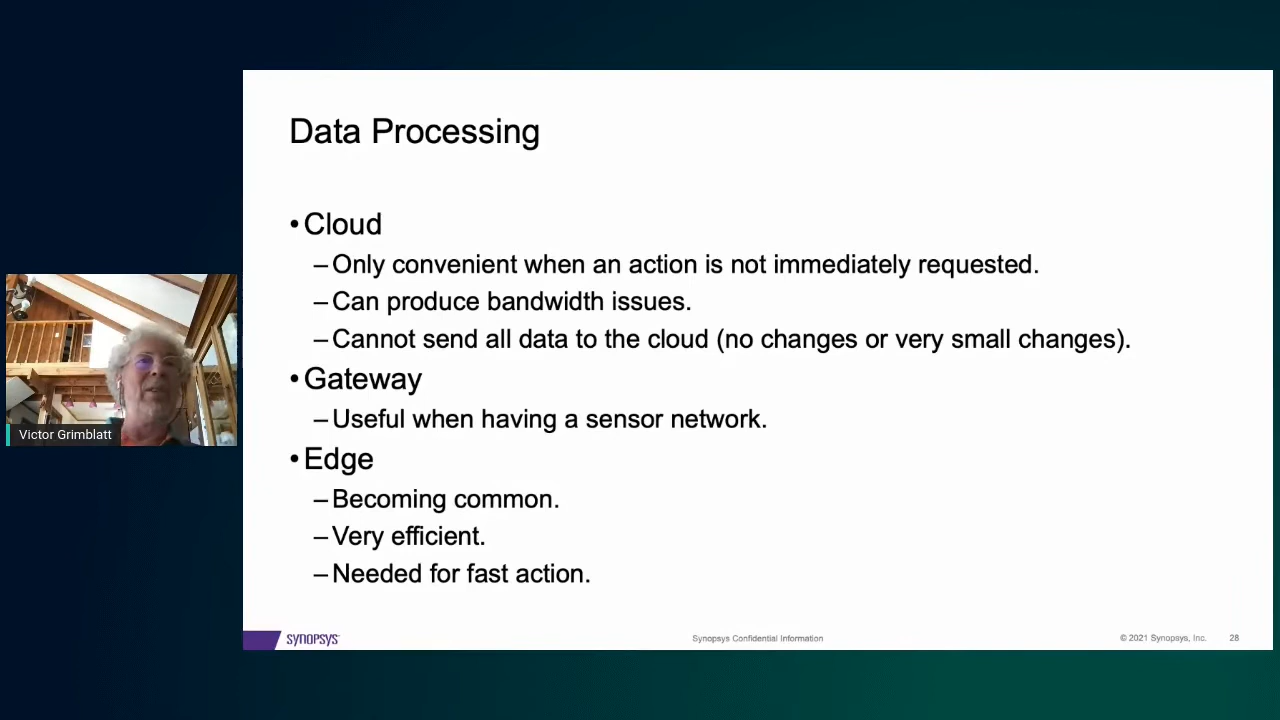 Data Processing
•Cloud
–Only convenient when an action is not immediately requested.
–Can produce bandwidth issues.
–Cannot send all data to the cloud (no changes or very small changes).
•Gateway
–Useful when having a sensor network.
•Edge
–Becoming common.
–Very efficient.
–Needed for fast action.
Victor Grimblatt
SYNOPSYS
Synopsys Confidential Information
© 2021 Synopsys, Inc.
28